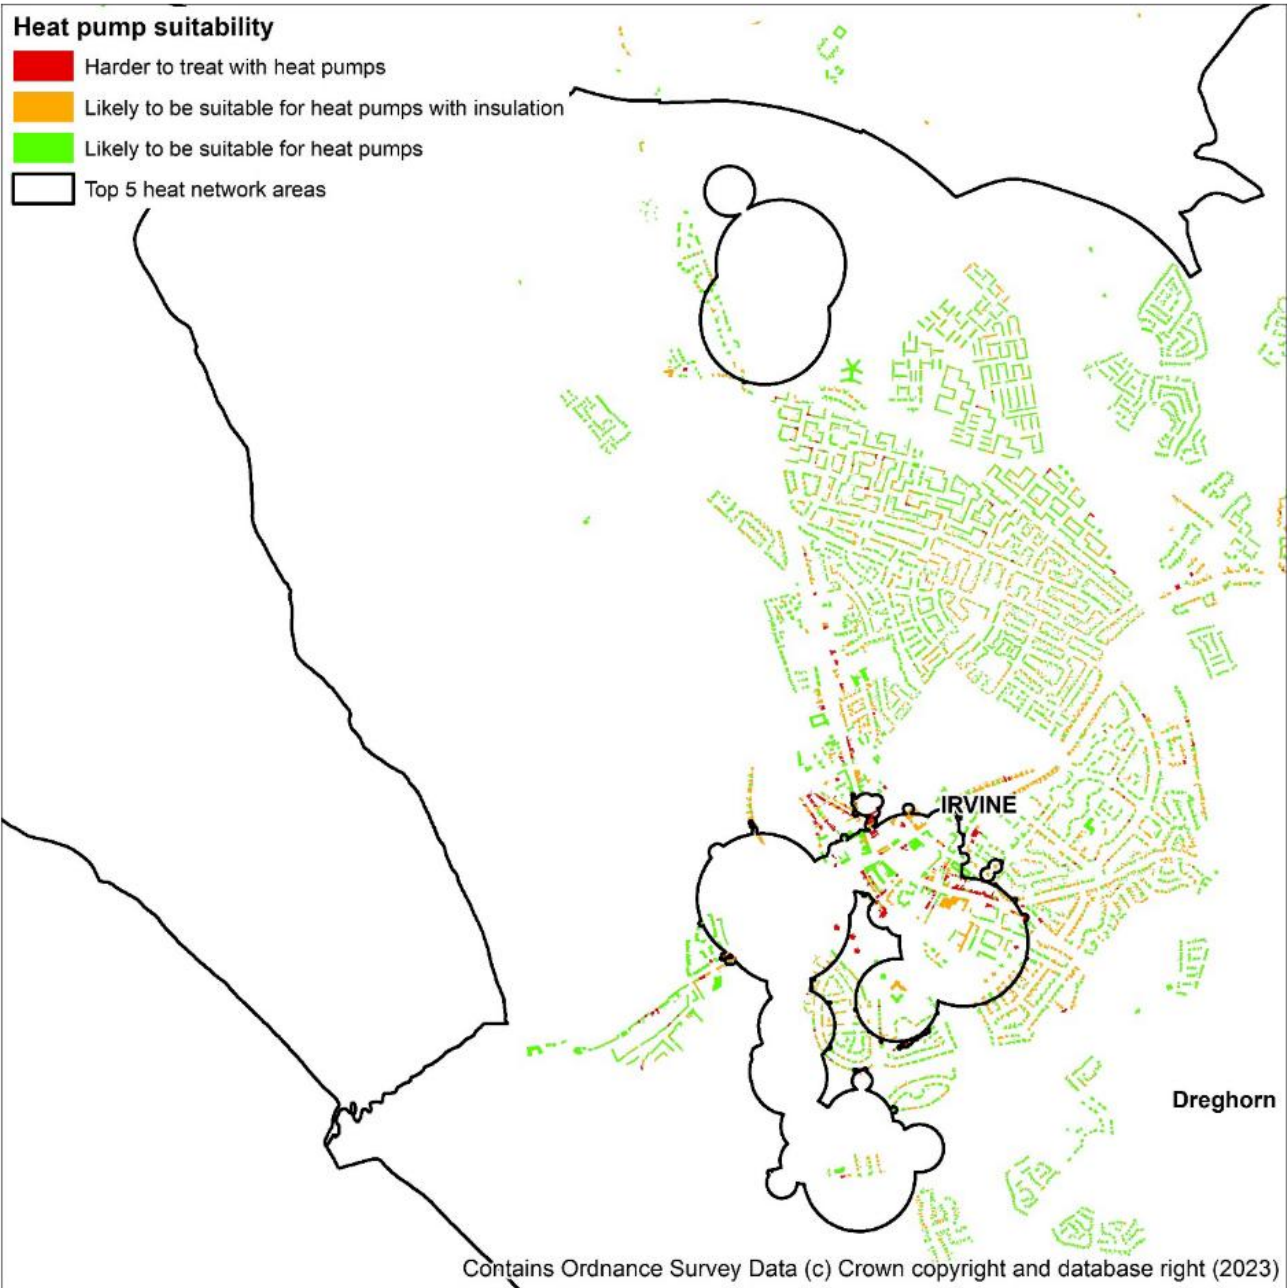 Heat pump suitability
Harder to treat with heat pumps
Likely to be suitable for heat pumps with insulation
Likely to be suitable for heat pumps
Top 5 heat network areas
IRVINE
Dreghorn
Contains Ordnance Survey Data (c) Crown copyright and database right (2023)